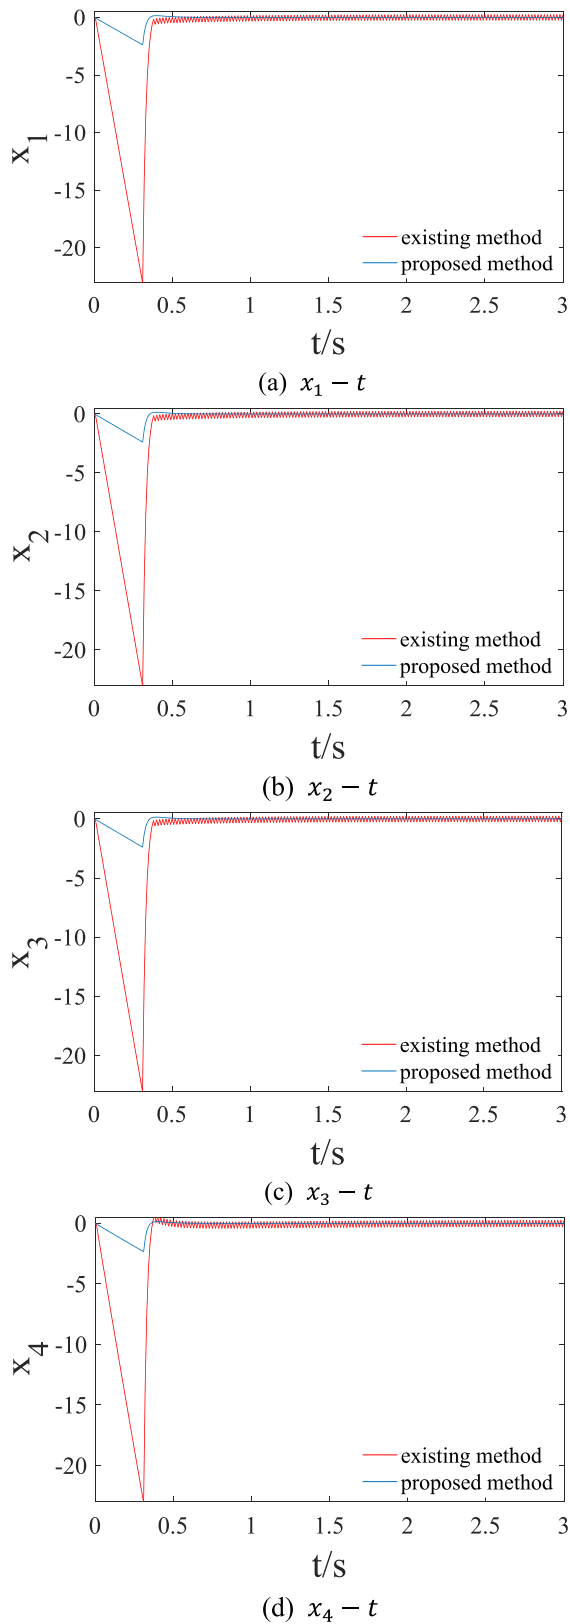 0
-5
-10
-15
-20
x1
existing method
proposed method
0 0.5 1 1.5 2 2.5 3
t/s
(a) x₁ − t
0
-5
-10
-15
-20
x2
existing method
proposed method
0 0.5 1 1.5 2 2.5 3
t/s
(b) x₂ − t
0
-5
-10
-15
-20
x3
existing method
proposed method
0 0.5 1 1.5 2 2.5 3
t/s
(c) x₃ − t
0
-5
-10
-15
-20
x4
existing method
proposed method
0 0.5 1 1.5 2 2.5 3
t/s
(d) x₄ − t